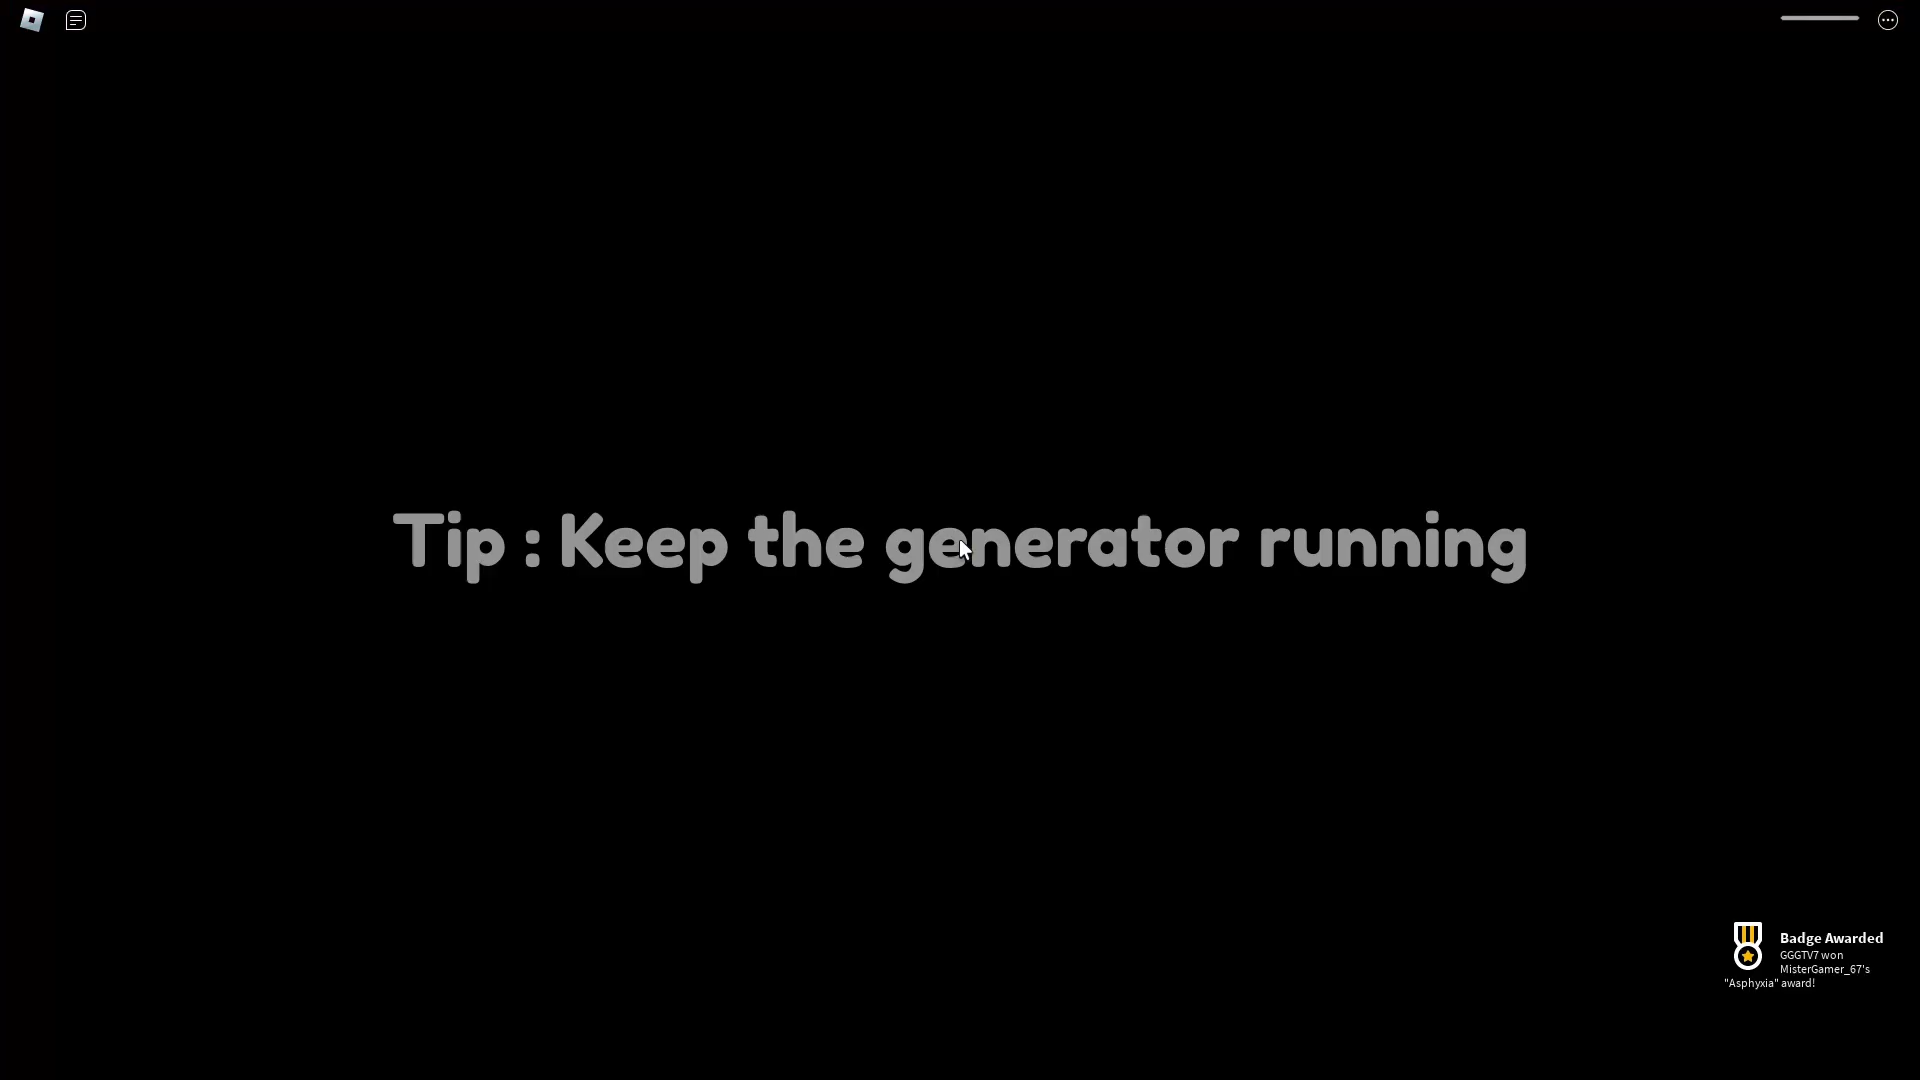 Tip : Keep the generator running
Badge Awarded
GGGTV7 won
MisterGamer_67's
"Asphyxia" award!